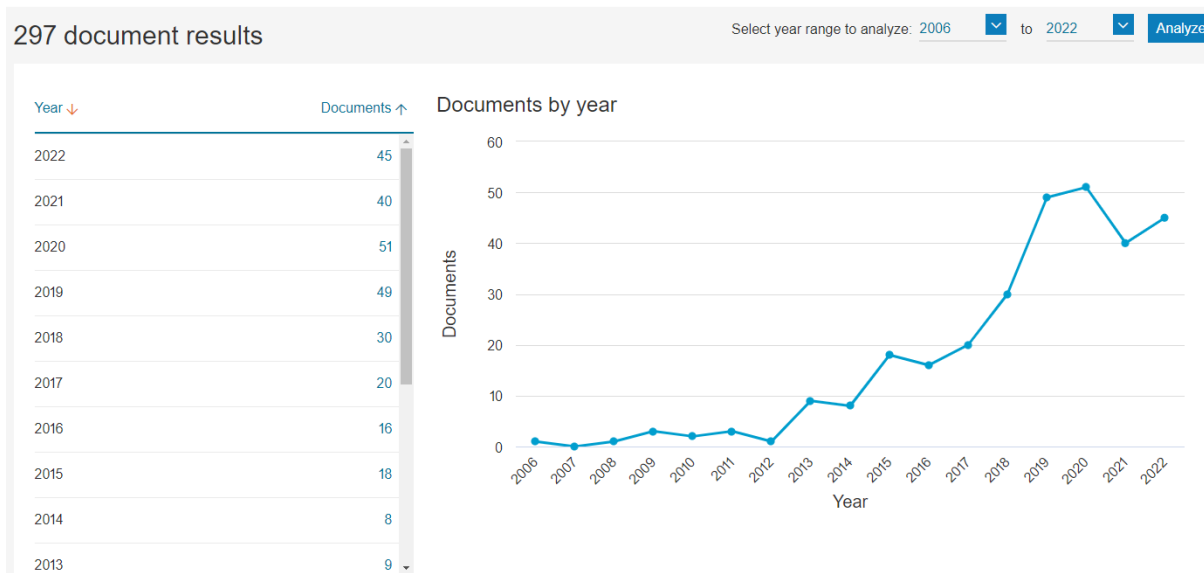 297 document results
Select year range to analyze: 2006 to 2022 Analyze
Year Documents
2022 45
2021 40
2020 51
2019 49
2018 30
2017 20
2016 16
2015 18
2014 8
2013 9
Documents by year
60
50
40
30
20
10
0
Documents
2006 2007 2008 2009 2010 2011 2012 2013 2014 2015 2016 2017 2018 2019 2020 2021 2022
Year